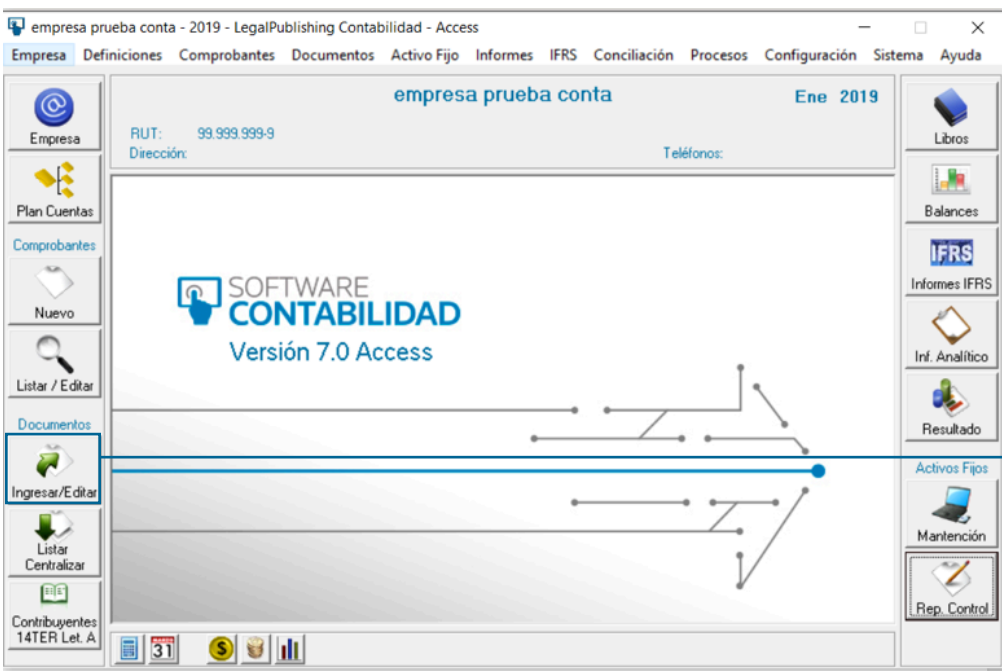 empresa prueba conta - 2019 - LegalPublishing Contabilidad - Access
Empresa Definiciones Comprobantes Documentos Activo Fijo Informes IFRS Conciliación Procesos Configuración Sistema Ayuda
empresa prueba conta
Ene 2019
RUT: 99.999.999-9
Dirección:
Teléfonos:
Empresa
Plan Cuentas
Comprobantes
Nuevo
Listar / Editar
Documentos
Ingresar/Editar
Listar
Centralizar
Contribuyentes
14TER Let. A
SOFTWARE
CONTABILIDAD
Versión 7.0 Access
31
$
Libros
Balances
IFRS
Informes IFRS
Inf. Analítico
Resultado
Activos Fijos
Mantención
Rep. Control